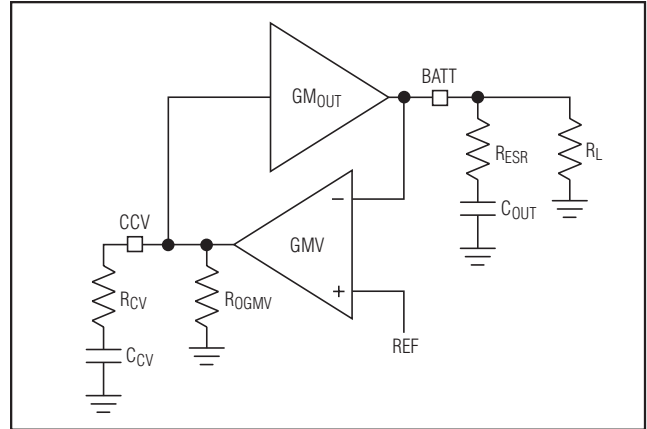 BATT
GMOUT
RESR
RL
COUT
CCV
GMV
–
+
RCV
ROGMV
CCV
REF